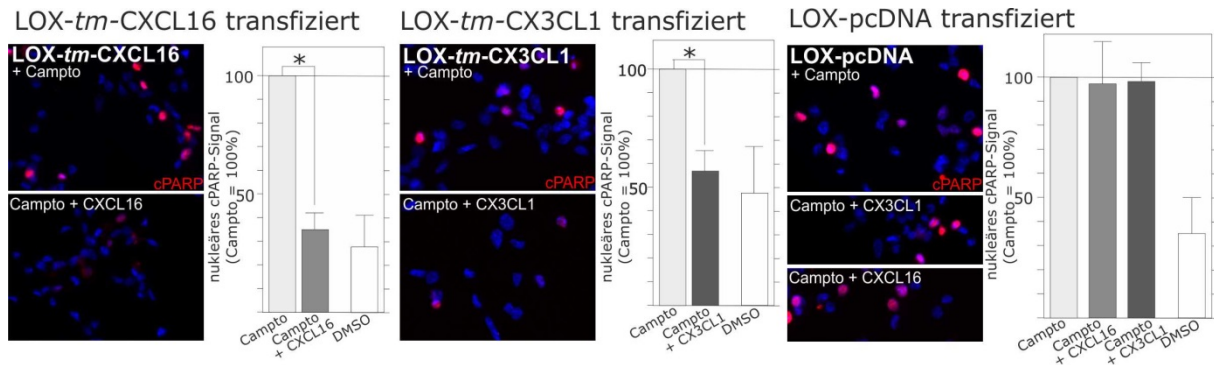 LOX-tm-CXCL16 transfiziert
LOX-tm-CXCL16
+ Campto
cPARP
Campto + CXCL16
nukleäres cPARP-Signal
(Campto = 100%)
100
50
*
Campto
Campto
+ CXCL16
DMSO
LOX-tm-CX3CL1 transfiziert
LOX-tm-CX3CL1
+ Campto
cPARP
Campto + CX3CL1
nukleäres cPARP-Signal
(Campto = 100%)
100
50
*
Campto
Campto
+ CX3CL1
DMSO
LOX-pcDNA transfiziert
LOX-pcDNA
+ Campto
cPARP
Campto + CX3CL1
Campto + CXCL16
nukleäres cPARP-Signal
(Campto = 100%)
100
50
Campto
Campto
+ CXCL16
Campto
+ CX3CL1
DMSO